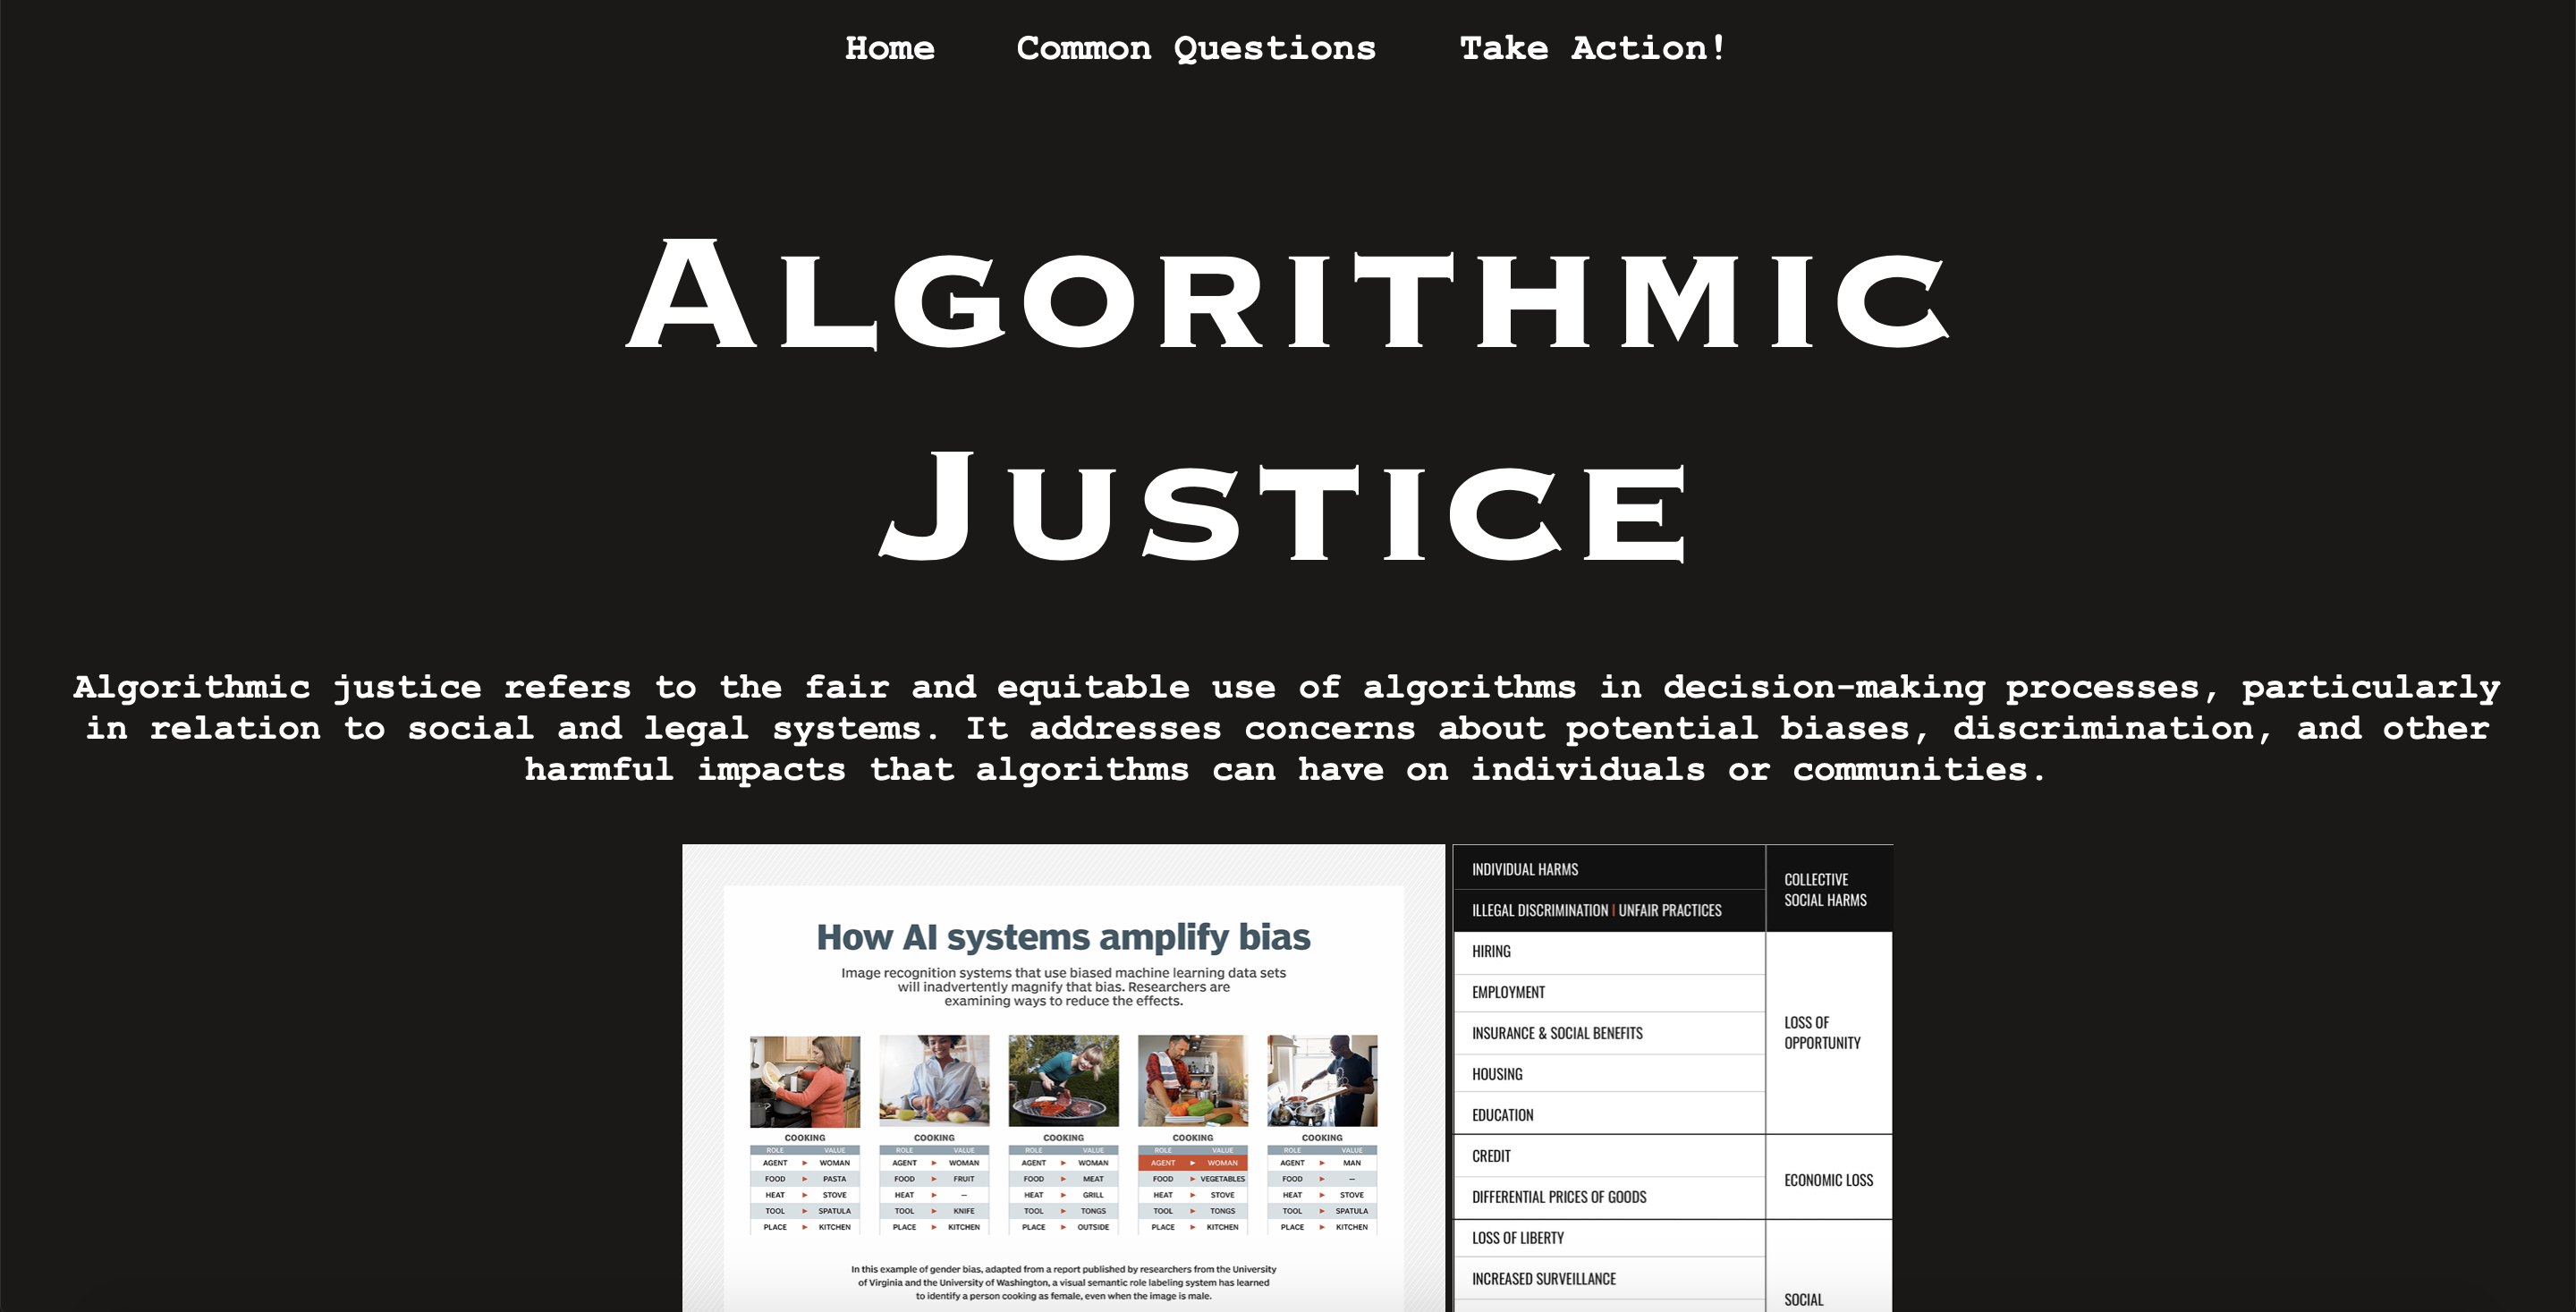 Home Common Questions Take Action!
ALGORITHMIC
JUSTICE
Algorithmic justice refers to the fair and equitable use of algorithms in decision-making processes, particularly
in relation to social and legal systems. It addresses concerns about potential biases, discrimination, and other
harmful impacts that algorithms can have on individuals or communities.
How AI systems amplify bias
Image recognition systems that use biased machine learning data sets
will inadvertently magnify that bias. Researchers are
examining ways to reduce the effects.
COOKING
ROLE VALUE
AGENT ► WOMAN
FOOD ► PASTA
HEAT ► STOVE
TOOL ► SPATULA
PLACE ► KITCHEN
COOKING
ROLE VALUE
AGENT ► WOMAN
FOOD ► FRUIT
HEAT ► —
TOOL ► KNIFE
PLACE ► KITCHEN
COOKING
ROLE VALUE
AGENT ► WOMAN
FOOD ► MEAT
HEAT ► GRILL
TOOL ► TONGS
PLACE ► OUTSIDE
COOKING
ROLE VALUE
AGENT ► WOMAN
FOOD ► VEGETABLES
HEAT ► STOVE
TOOL ► TONGS
PLACE ► KITCHEN
COOKING
ROLE VALUE
AGENT ► MAN
FOOD ► —
HEAT ► STOVE
TOOL ► SPATULA
PLACE ► KITCHEN
In this example of gender bias, adapted from a report published by researchers from the University
of Virginia and the University of Washington, a visual semantic role labeling system has learned
to identify a person cooking as female, even when the image is male.
INDIVIDUAL HARMS
ILLEGAL DISCRIMINATION | UNFAIR PRACTICES
COLLECTIVE
SOCIAL HARMS
HIRING
EMPLOYMENT
INSURANCE & SOCIAL BENEFITS
HOUSING
EDUCATION
LOSS OF
OPPORTUNITY
CREDIT
DIFFERENTIAL PRICES OF GOODS
ECONOMIC LOSS
LOSS OF LIBERTY
INCREASED SURVEILLANCE
SOCIAL